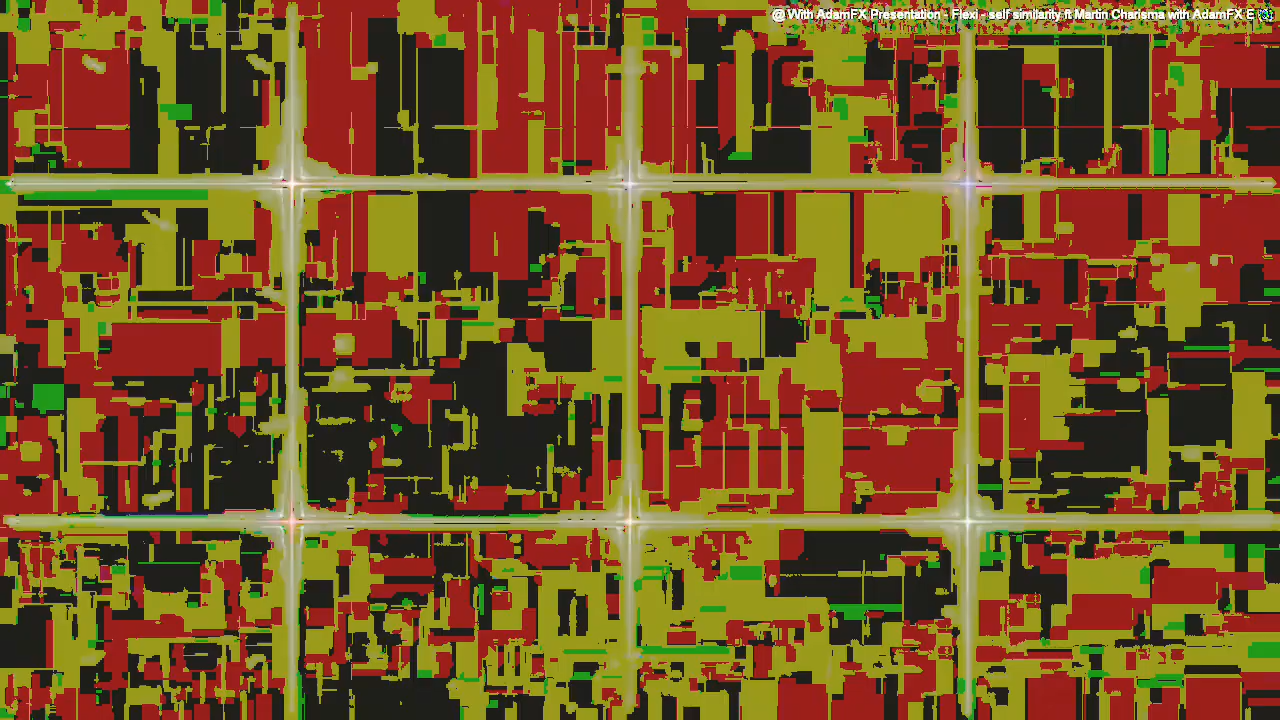 @ With AdamFX Presentation - Flexi - self similarity ft Martin Charisma with AdamFX E